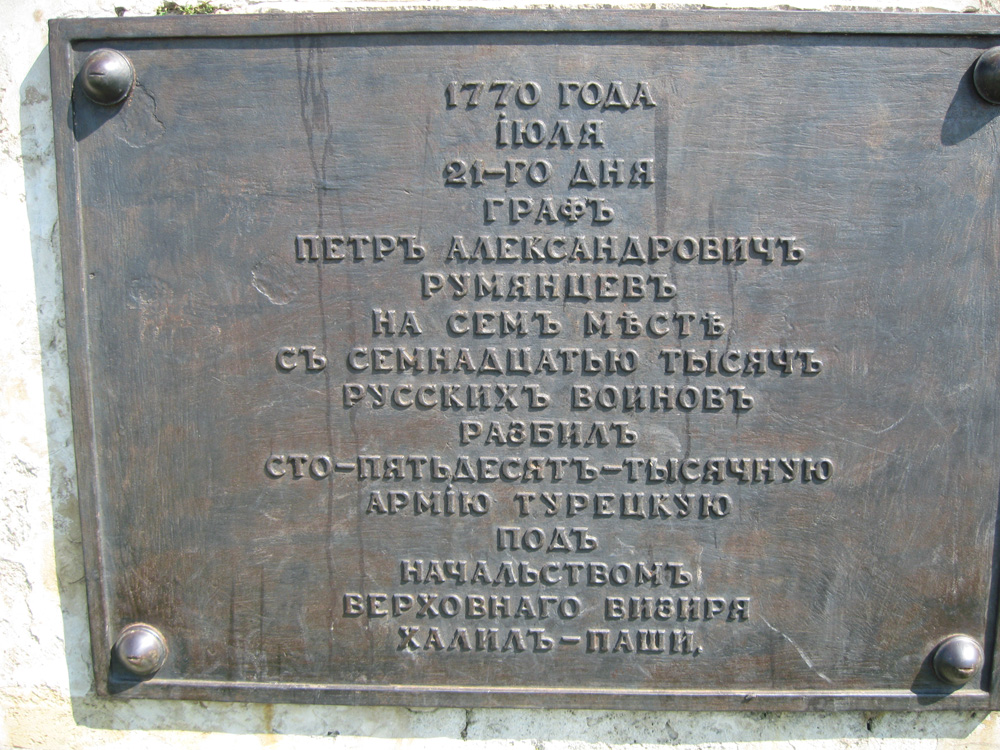 1770 ГОДА
ІЮЛЯ
21-ГО ДНЯ
ГРАФЪ
ПЕТРЪ АЛЕКСАНДРОВИЧЪ
РУМЯНЦЕВЪ
НА СЕМЪ МѢСТѢ
СЪ СЕМНАДЦАТЬЮ ТЫСЯЧЪ
РУССКИХЪ ВОИНОВЪ
РАЗБИЛЪ
СТО-ПЯТЬДЕСЯТЪ-ТЫСЯЧНУЮ
АРМІЮ ТУРЕЦКУЮ
ПОДЪ
НАЧАЛЬСТВОМЪ
ВЕРХОВНАГО ВИЗИРЯ
ХАЛИЛЪ-ПАШИ.